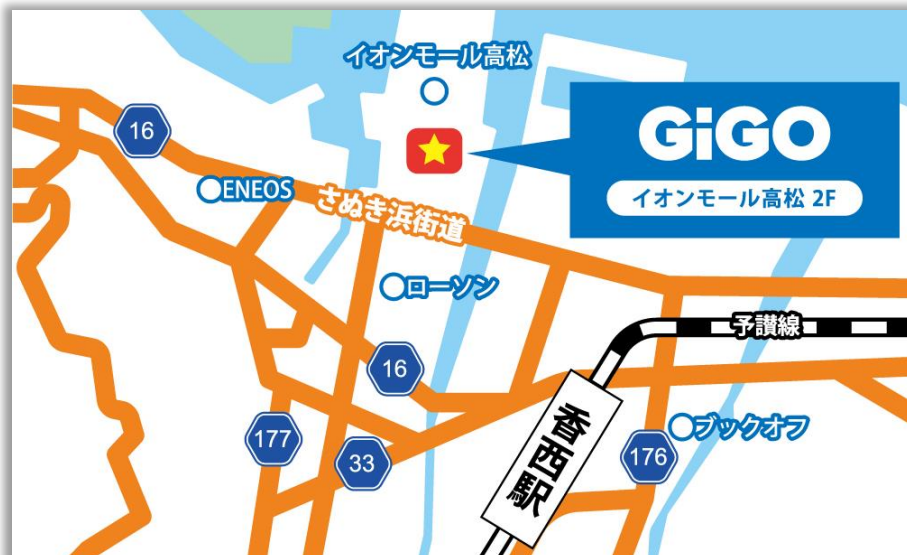 イオンモール高松
GiGO
イオンモール高松 2F
16
ENEOS
さぬき浜街道
ローソン
予讃線
16
香西駅
ブックオフ
177
33
176